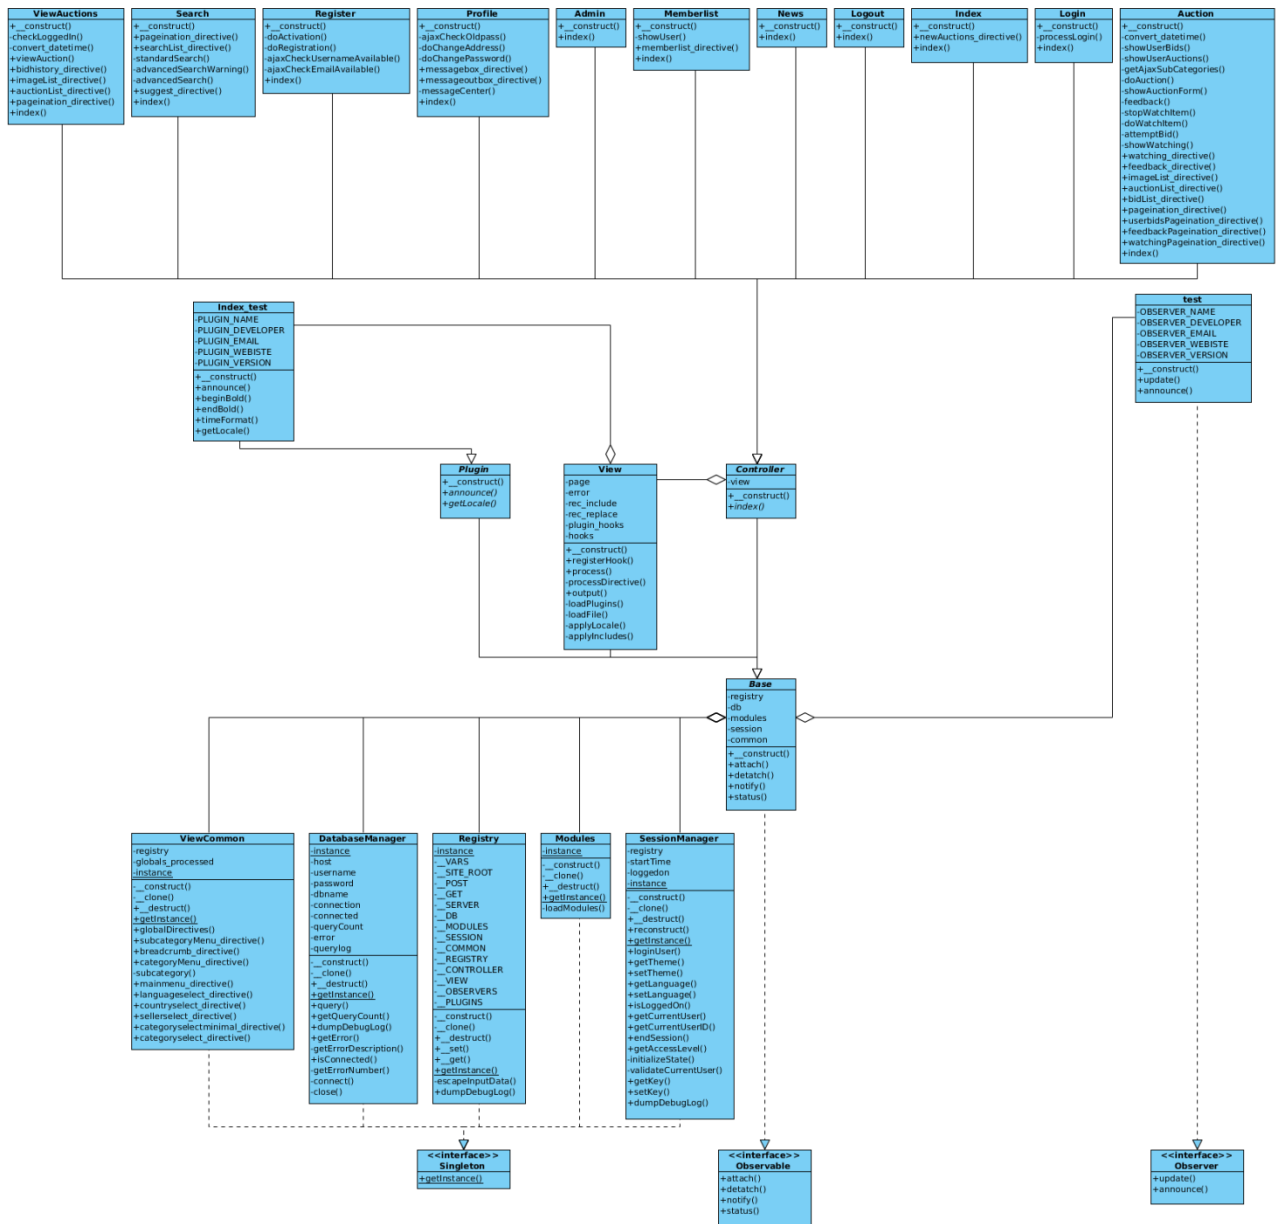 ViewAuctions
+__construct()
-checkLoggedIn()
-convert_datetime()
+viewAuction()
+bidhistory_directive()
+imageList_directive()
+auctionList_directive()
+pageination_directive()
+index()
Search
+__construct()
+pageination_directive()
+searchList_directive()
-standardSearch()
-advancedSearchWarning()
-advancedSearch()
+suggest_directive()
+index()
Register
+__construct()
-doActivation()
-doRegistration()
-ajaxCheckUsernameAvailable()
-ajaxCheckEmailAvailable()
+index()
Profile
+__construct()
-ajaxCheckOldpass()
-doChangeAddress()
-doChangePassword()
+messagebox_directive()
+messageoutbox_directive()
-messageCenter()
+index()
Admin
+__construct()
+index()
Memberlist
+__construct()
-showUser()
+memberlist_directive()
+index()
News
+__construct()
+index()
Logout
+__construct()
+index()
Index
+__construct()
+newAuctions_directive()
+index()
Login
+__construct()
-processLogin()
+index()
Auction
+__construct()
-convert_datetime()
-showUserBids()
-showUserAuctions()
-getAjaxSubCategories()
-doAuction()
-showAuctionForm()
-feedback()
-stopWatchItem()
-doWatchItem()
-attemptBid()
-showWatching()
+watching_directive()
+feedback_directive()
+imageList_directive()
+auctionList_directive()
+bidList_directive()
+pageination_directive()
+userbidsPageination_directive()
+feedbackPageination_directive()
+watchingPageination_directive()
+index()
Index_test
-PLUGIN_NAME
-PLUGIN_DEVELOPER
-PLUGIN_EMAIL
-PLUGIN_WEBISTE
-PLUGIN_VERSION
+__construct()
+announce()
+beginBold()
+endBold()
+timeFormat()
+getLocale()
test
-OBSERVER_NAME
-OBSERVER_DEVELOPER
-OBSERVER_EMAIL
-OBSERVER_WEBISTE
-OBSERVER_VERSION
+__construct()
+update()
+announce()
Plugin
+__construct()
+announce()
+getLocale()
View
-page
-error
-rec_include
-rec_replace
-plugin_hooks
-hooks
+__construct()
+registerHook()
+process()
-processDirective()
+output()
-loadPlugins()
-loadFile()
-applyLocale()
-applyIncludes()
Controller
-view
+__construct()
+index()
Base
-registry
-db
-modules
-session
-common
+__construct()
+attach()
+detatch()
+notify()
+status()
ViewCommon
-registry
-globals_processed
-instance
-__construct()
-__clone()
+__destruct()
+getInstance()
+globalDirectives()
+subcategoryMenu_directive()
+breadcrumb_directive()
+categoryMenu_directive()
-subcategory()
+mainmenu_directive()
+languageselect_directive()
+countryselect_directive()
+sellerselect_directive()
+categoryselectminimal_directive()
+categoryselect_directive()
DatabaseManager
-instance
-host
-username
-password
-dbname
-connection
-connected
-queryCount
-error
-querylog
-__construct()
-__clone()
+__destruct()
+getInstance()
+query()
+getQueryCount()
+dumpDebugLog()
+getError()
-getErrorDescription()
+isConnected()
-getErrorNumber()
-connect()
-close()
Registry
-instance
-__VARS
-__SITE_ROOT
-__POST
-__GET
-__SERVER
-__DB
-__MODULES
-__SESSION
-__COMMON
-__REGISTRY
-__CONTROLLER
-__VIEW
-__OBSERVERS
-__PLUGINS
-__construct()
-__clone()
+__destruct()
+__set()
+__get()
+getInstance()
-escapeInputData()
+dumpDebugLog()
Modules
-instance
-__construct()
-__clone()
+__destruct()
+getInstance()
-loadModules()
SessionManager
-registry
-startTime
-loggedon
-instance
-__construct()
-__clone()
+__destruct()
+reconstruct()
+getInstance()
+loginUser()
+getTheme()
+setTheme()
+getLanguage()
+setLanguage()
+isLoggedOn()
+getCurrentUser()
+getCurrentUserID()
+endSession()
+getAccessLevel()
-initializeState()
-validateCurrentUser()
+getKey()
+setKey()
+dumpDebugLog()
<<interface>>
Singleton
+getInstance()
<<interface>>
Observable
+attach()
+detatch()
+notify()
+status()
<<interface>>
Observer
+update()
+announce()